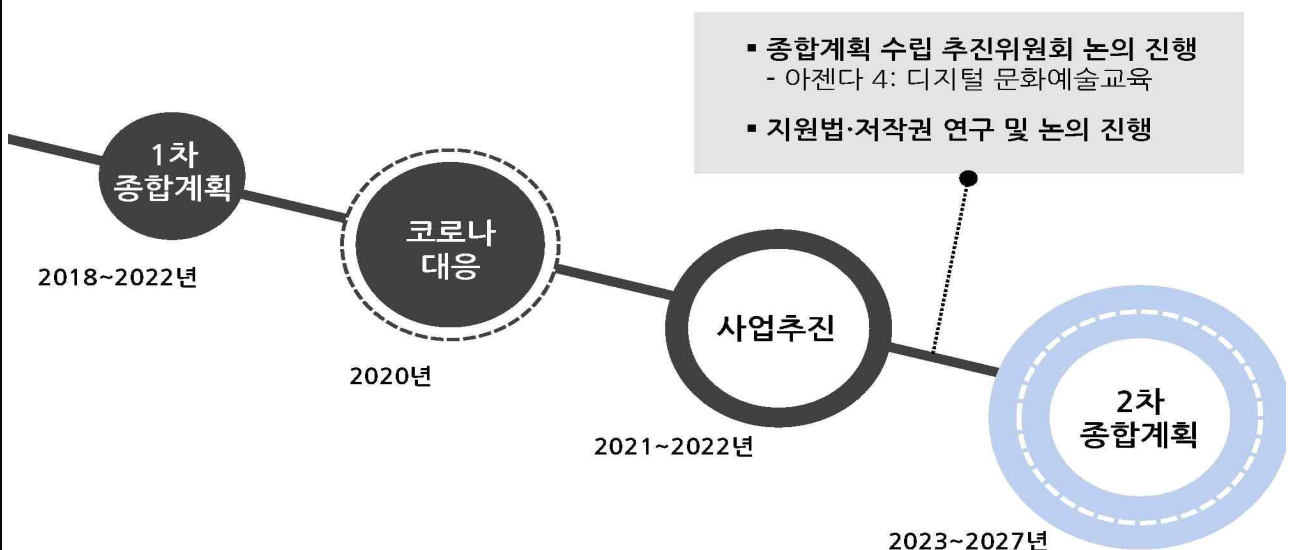 ▪ 종합계획 수립 추진위원회 논의 진행
- 아젠다 4: 디지털 문화예술교육
▪ 지원법·저작권 연구 및 논의 진행
1차
종합계획
2018~2022년
코로나
대응
2020년
사업추진
2021~2022년
2차
종합계획
2023~2027년